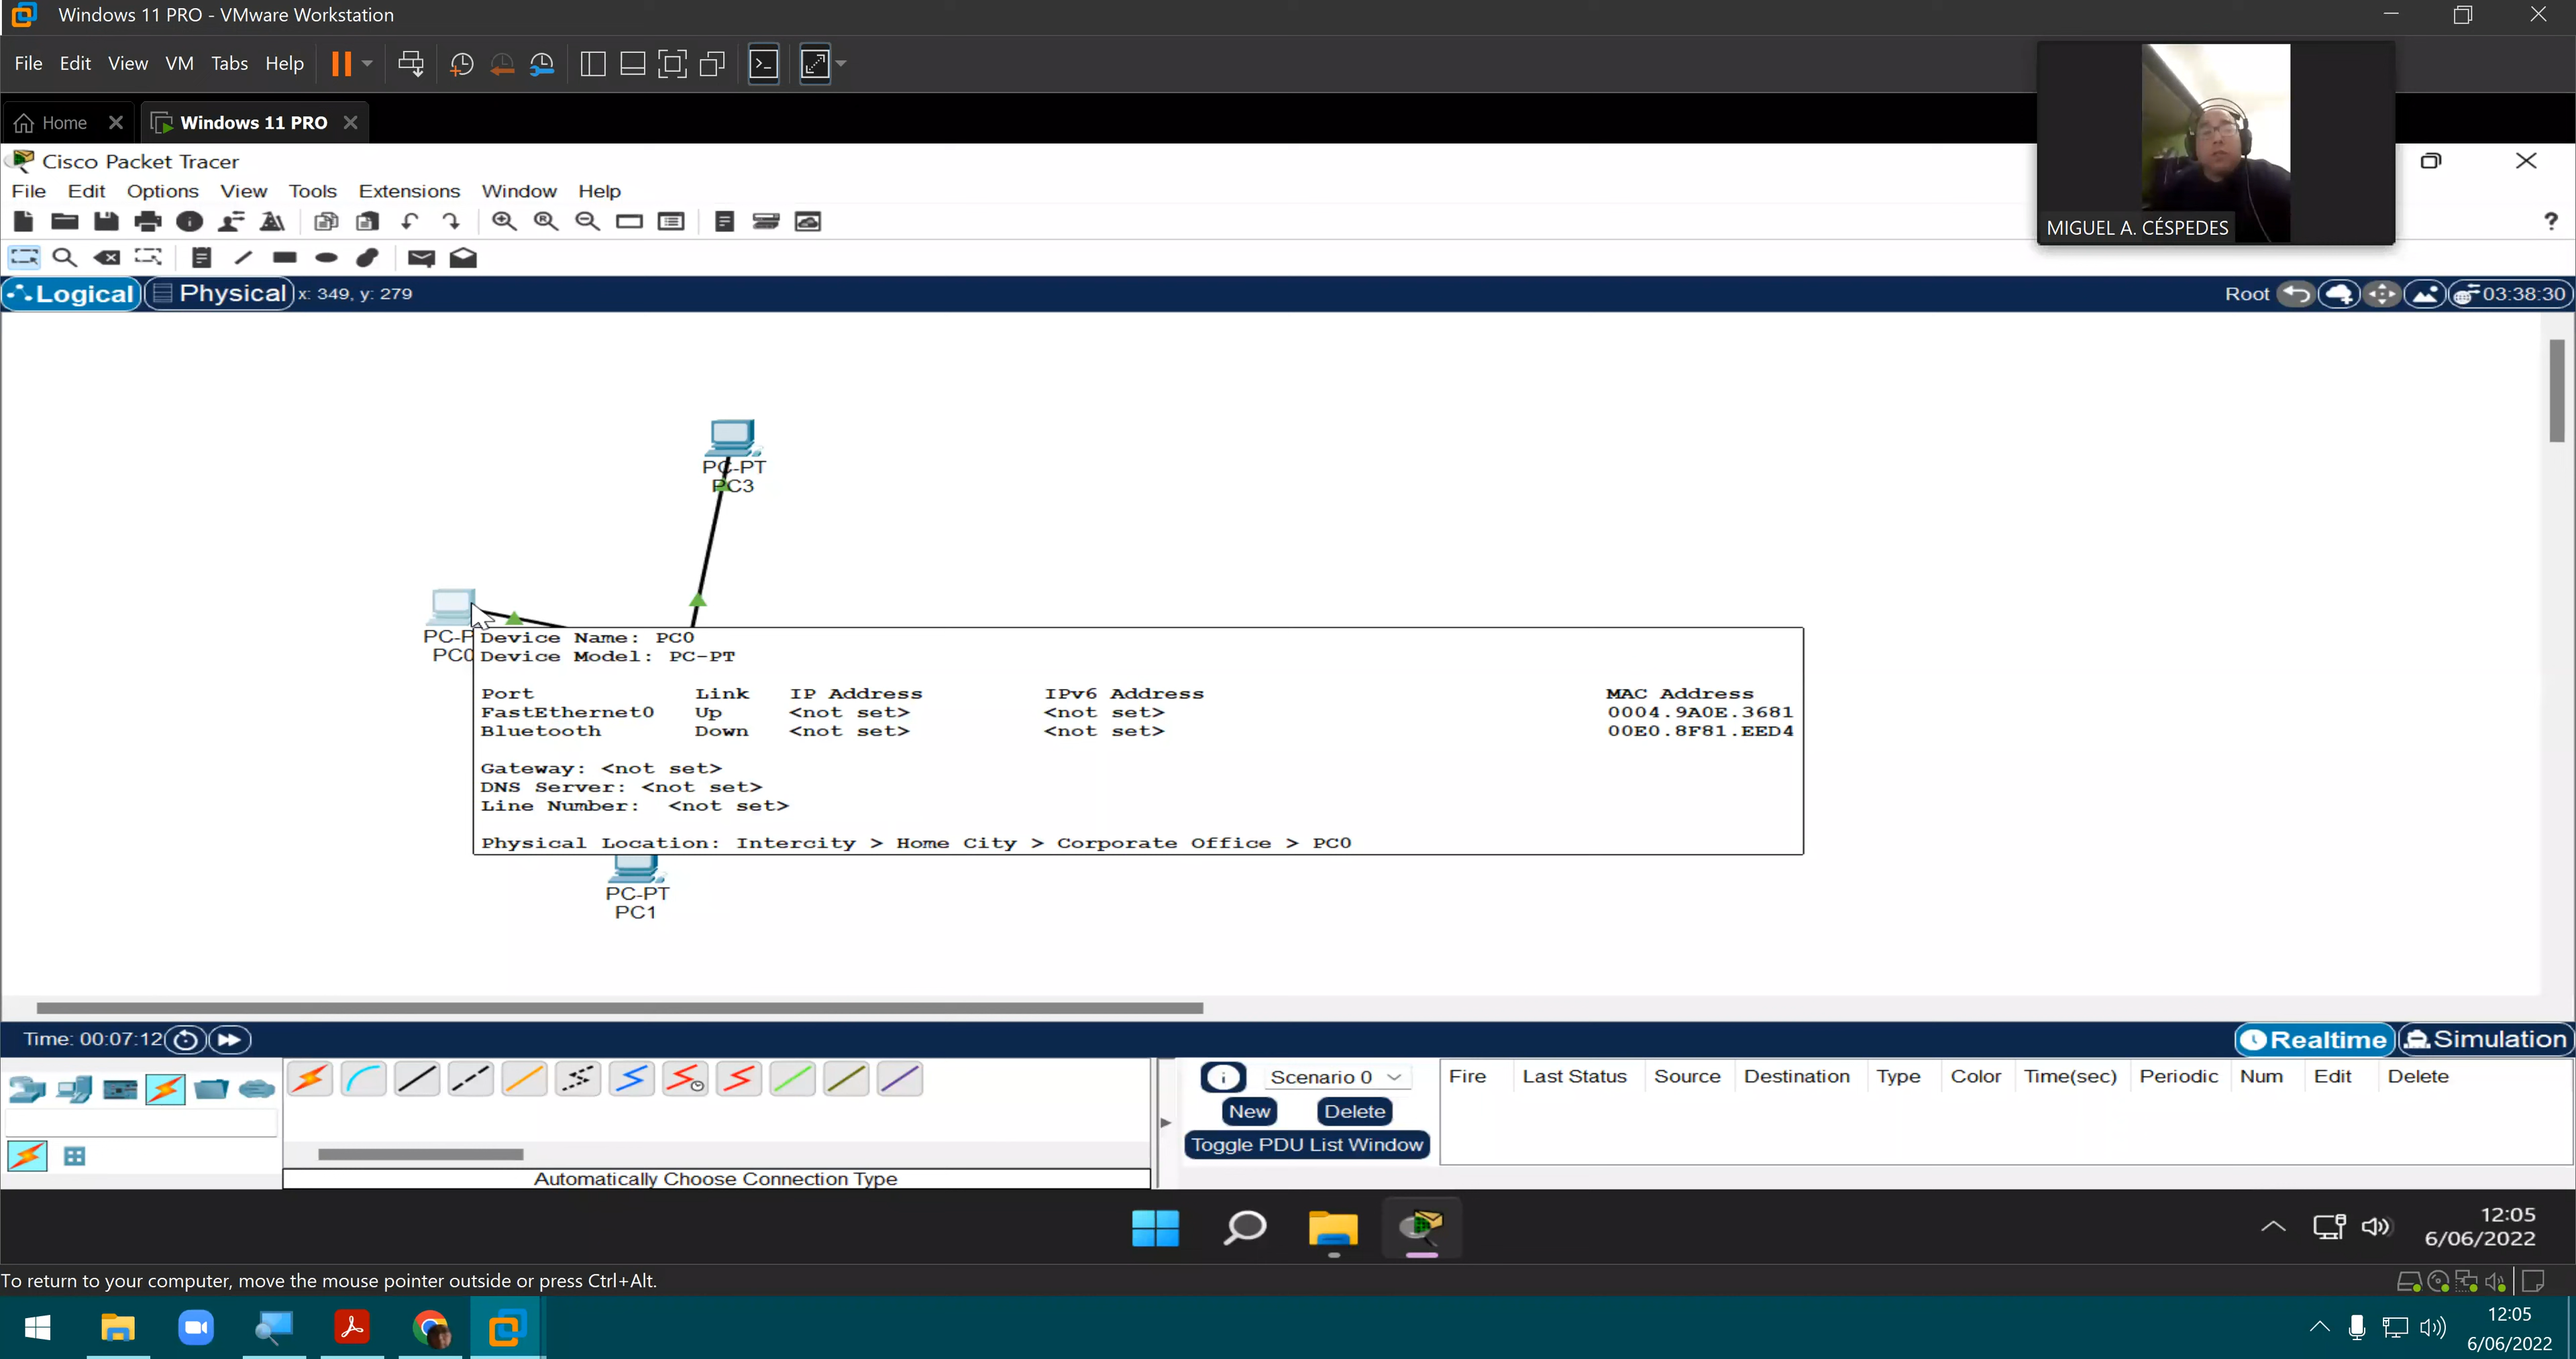 Windows 11 PRO - VMware Workstation
File Edit View VM Tabs Help
Home Windows 11 PRO
Cisco Packet Tracer
File Edit Options View Tools Extensions Window Help
MIGUEL A. CÉSPEDES
?
Logical Physical x: 349, y: 279 Root 03:38:30
PC-PT
PC3
PC-P
PC0
Device Name: PC0
Device Model: PC-PT
Port Link IP Address IPv6 Address MAC Address
FastEthernet0 Up <not set> <not set> 0004.9A0E.3681
Bluetooth Down <not set> <not set> 00E0.8F81.EED4
Gateway: <not set>
DNS Server: <not set>
Line Number: <not set>
Physical Location: Intercity > Home City > Corporate Office > PC0
PC-PT
PC1
Time: 00:07:12 Realtime Simulation
Scenario 0
New Delete
Toggle PDU List Window
Fire Last Status Source Destination Type Color Time(sec) Periodic Num Edit Delete
Automatically Choose Connection Type
12:05
6/06/2022
To return to your computer, move the mouse pointer outside or press Ctrl+Alt.
12:05
6/06/2022